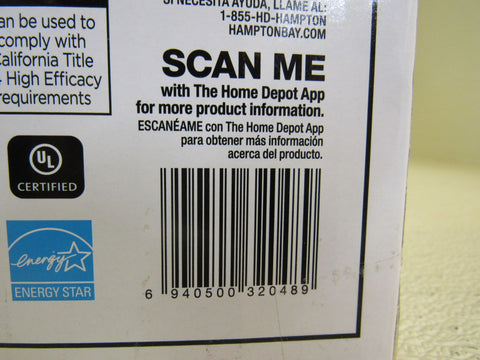 an be used to
comply with
California Title
High Efficacy
requirements
SI NECESITA AYUDA, LLAME AL:
1-855-HD-HAMPTON
HAMPTONBAY.COM
SCAN ME
with The Home Depot App
for more product information.
ESCANÉAME con The Home Depot App
para obtener más información
acerca del producto.
UL
CERTIFIED
energy
ENERGY STAR
6 940500 320489